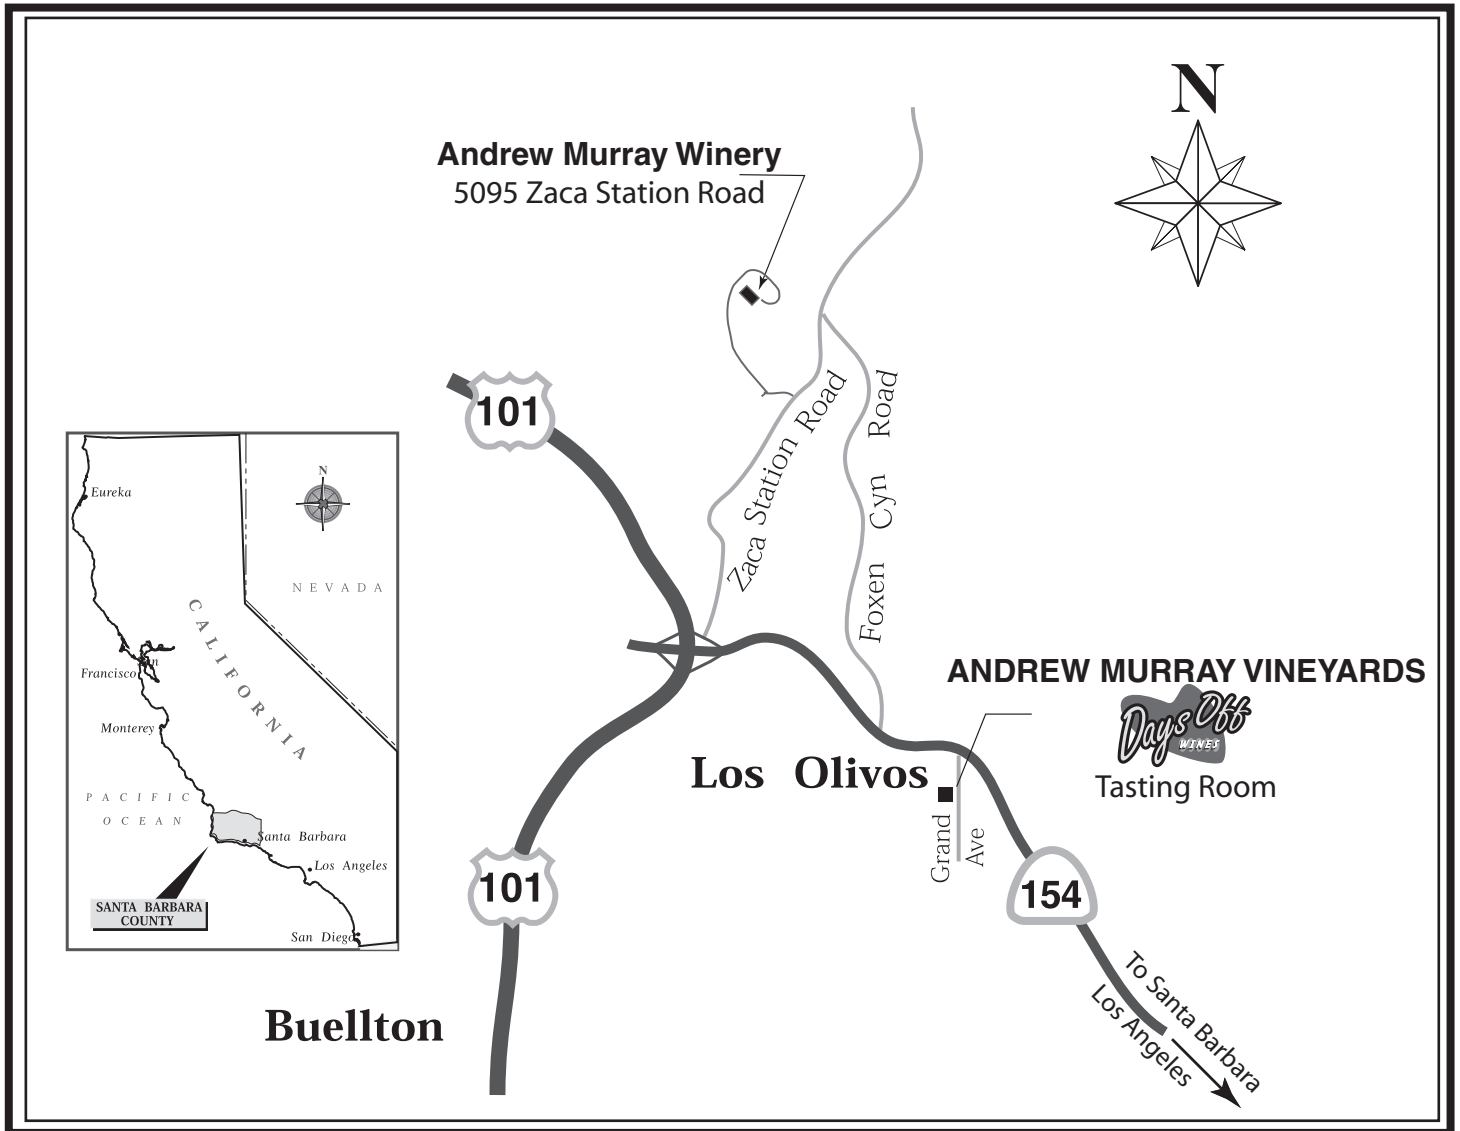 N
Andrew Murray Winery
5095 Zaca Station Road
101
Zaca Station Road
Foxen Cyn Road
ANDREW MURRAY VINEYARDS
Days Off
WINES
Tasting Room
Los Olivos
Grand
Ave
101
154
To Santa Barbara
Los Angeles
Buellton
N
Eureka
NEVADA
CALIFORNIA
San
Francisco
Monterey
PACIFIC
OCEAN
Santa Barbara
Los Angeles
SANTA BARBARA
COUNTY
San Diego